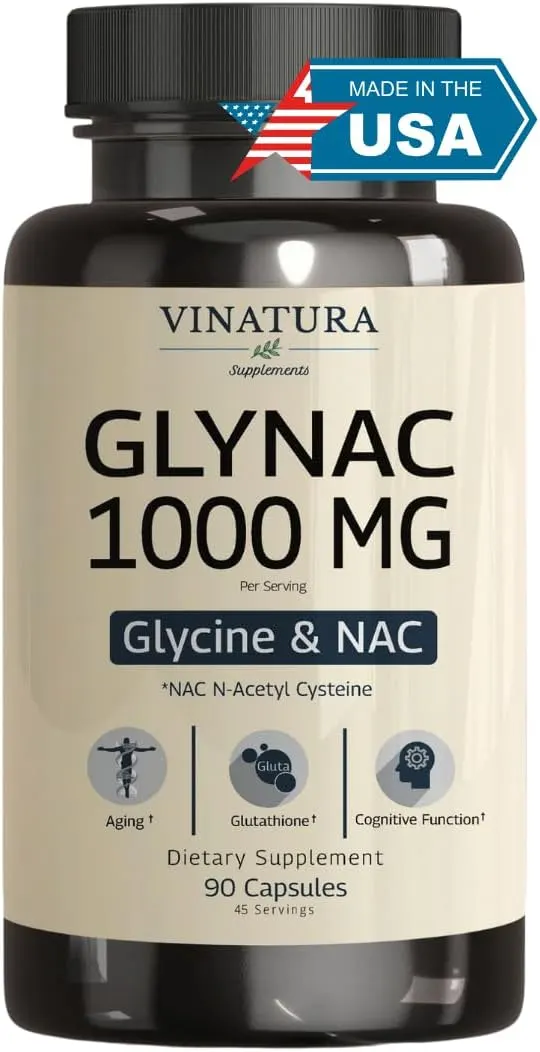 MADE IN THE
USA
VINATURA
Supplements
GLYNAC
1000 MG
Per Serving
Glycine & NAC
*NAC N-Acetyl Cysteine
Gluta
Aging †
Glutathione †
Cognitive Function †
Dietary Supplement
90 Capsules
45 Servings